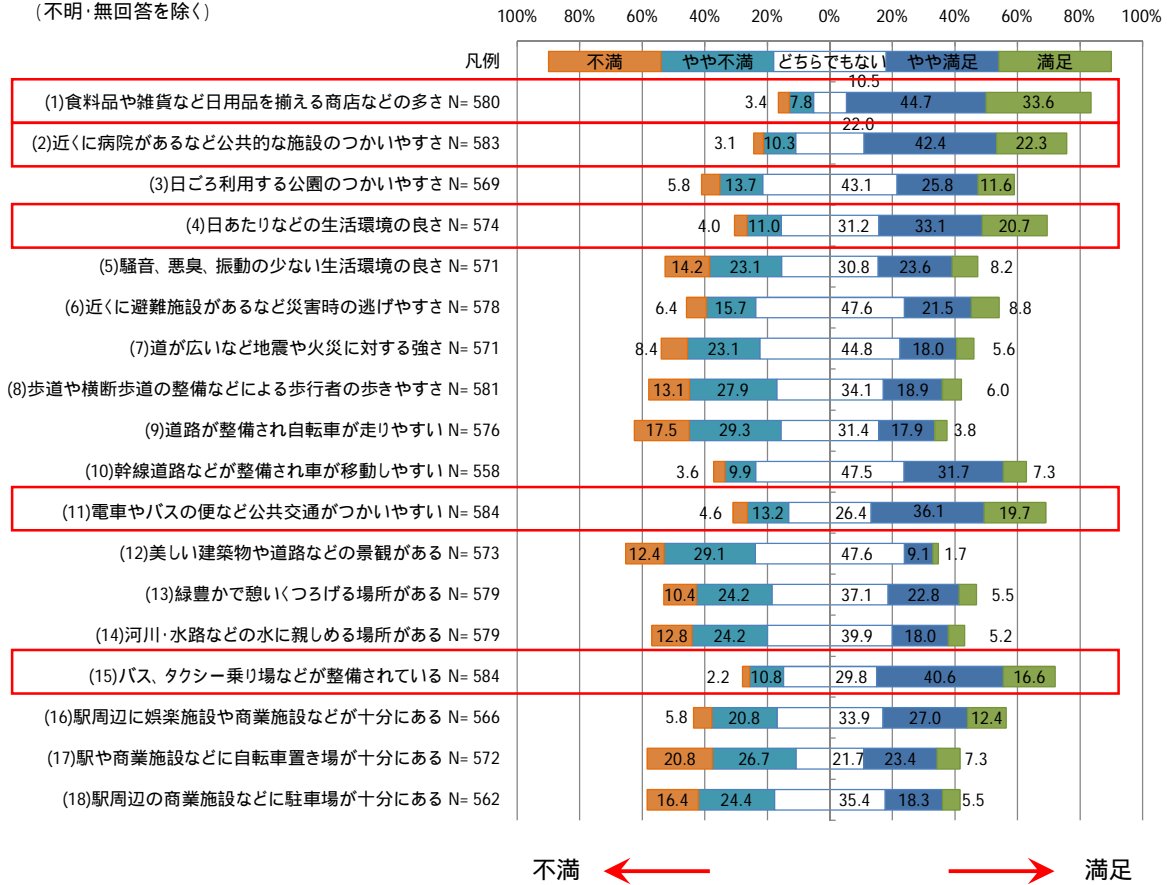 (不明・無回答を除く)
100% 80% 60% 40% 20% 0% 20% 40% 60% 80% 100%
凡例 不満 やや不満 どちらでもない やや満足 満足
(1)食料品や雑貨など日用品を揃える商店などの多さ N= 580 3.4 7.8 10.5 44.7 33.6
(2)近くに病院があるなど公共的な施設のつかいやすさ N= 583 3.1 10.3 22.0 42.4 22.3
(3)日ごろ利用する公園のつかいやすさ N= 569 5.8 13.7 43.1 25.8 11.6
(4)日あたりなどの生活環境の良さ N= 574 4.0 11.0 31.2 33.1 20.7
(5)騒音、悪臭、振動の少ない生活環境の良さ N= 571 14.2 23.1 30.8 23.6 8.2
(6)近くに避難施設があるなど災害時の逃げやすさ N= 578 6.4 15.7 47.6 21.5 8.8
(7)道が広いなど地震や火災に対する強さ N= 571 8.4 23.1 44.8 18.0 5.6
(8)歩道や横断歩道の整備などによる歩行者の歩きやすさ N= 581 13.1 27.9 34.1 18.9 6.0
(9)道路が整備され自転車が走りやすい N= 576 17.5 29.3 31.4 17.9 3.8
(10)幹線道路などが整備され車が移動しやすい N= 558 3.6 9.9 47.5 31.7 7.3
(11)電車やバスの便など公共交通がつかいやすい N= 584 4.6 13.2 26.4 36.1 19.7
(12)美しい建築物や道路などの景観がある N= 573 12.4 29.1 47.6 9.1 1.7
(13)緑豊かで憩いくつろげる場所がある N= 579 10.4 24.2 37.1 22.8 5.5
(14)河川・水路などの水に親しめる場所がある N= 579 12.8 24.2 39.9 18.0 5.2
(15)バス、タクシー乗り場などが整備されている N= 584 2.2 10.8 29.8 40.6 16.6
(16)駅周辺に娯楽施設や商業施設などが十分にある N= 566 5.8 20.8 33.9 27.0 12.4
(17)駅や商業施設などに自転車置き場が十分にある N= 572 20.8 26.7 21.7 23.4 7.3
(18)駅周辺の商業施設などに駐車場が十分にある N= 562 16.4 24.4 35.4 18.3 5.5
不満 満足